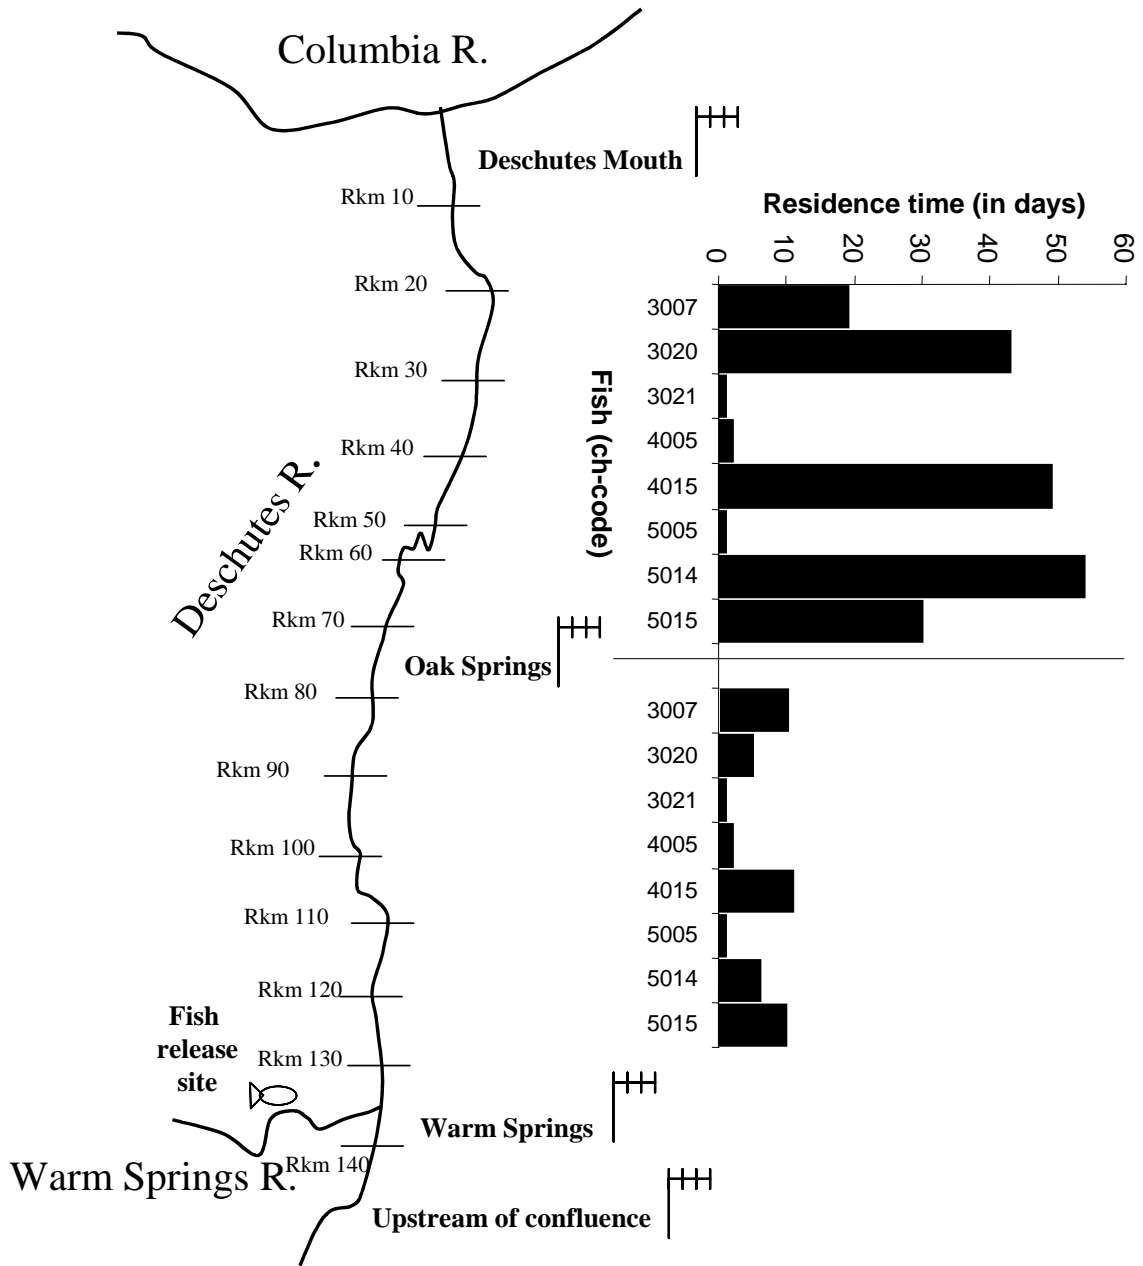 Columbia R.
Deschutes Mouth
Rkm 10
Rkm 20
Rkm 30
Rkm 40
Rkm 50
Rkm 60
Rkm 70
Rkm 80
Rkm 90
Rkm 100
Rkm 110
Rkm 120
Rkm 130
Rkm 140
Deschutes R.
Oak Springs
Fish
release
site
Warm Springs R.
Warm Springs
Upstream of confluence
Residence time (in days)
0 10 20 30 40 50 60
Fish (ch-code)
3007
3020
3021
4005
4015
5005
5014
5015
3007
3020
3021
4005
4015
5005
5014
5015